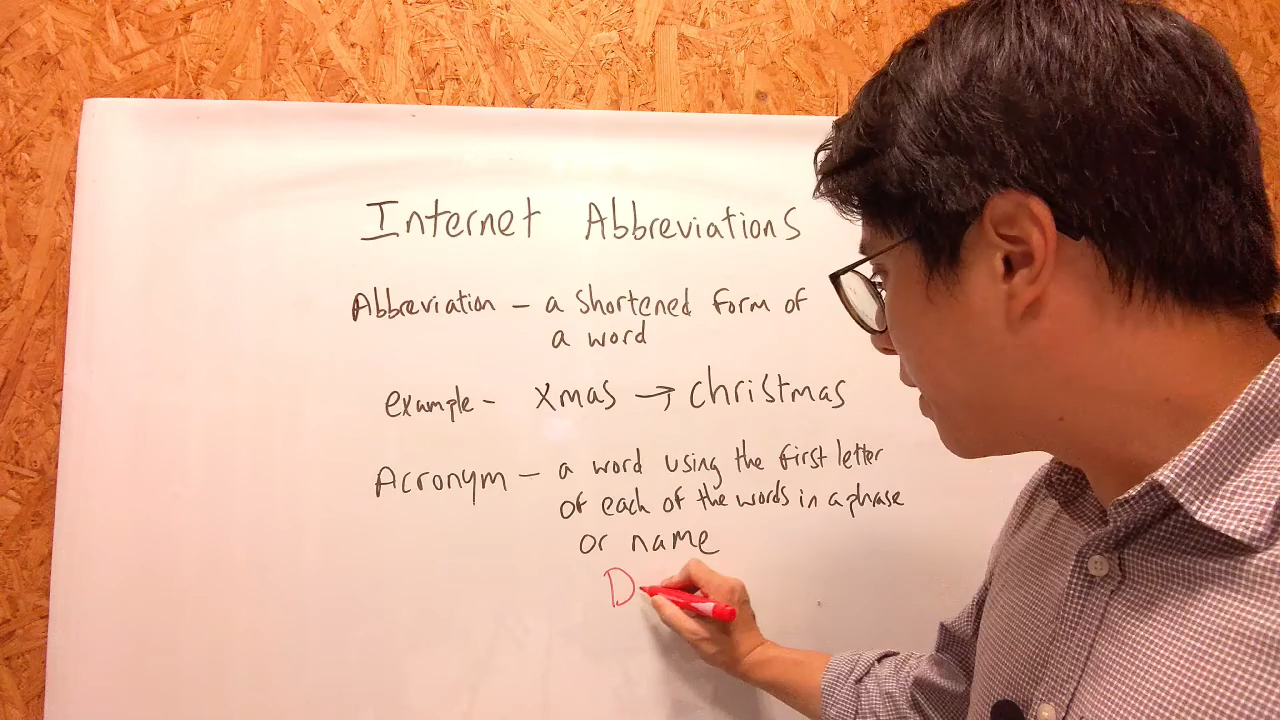 Internet Abbreviations
Abbreviation – a shortened form of
a word
example – xmas → christmas
Acronym – a word using the first letter
of each of the words in a phrase
or name
D